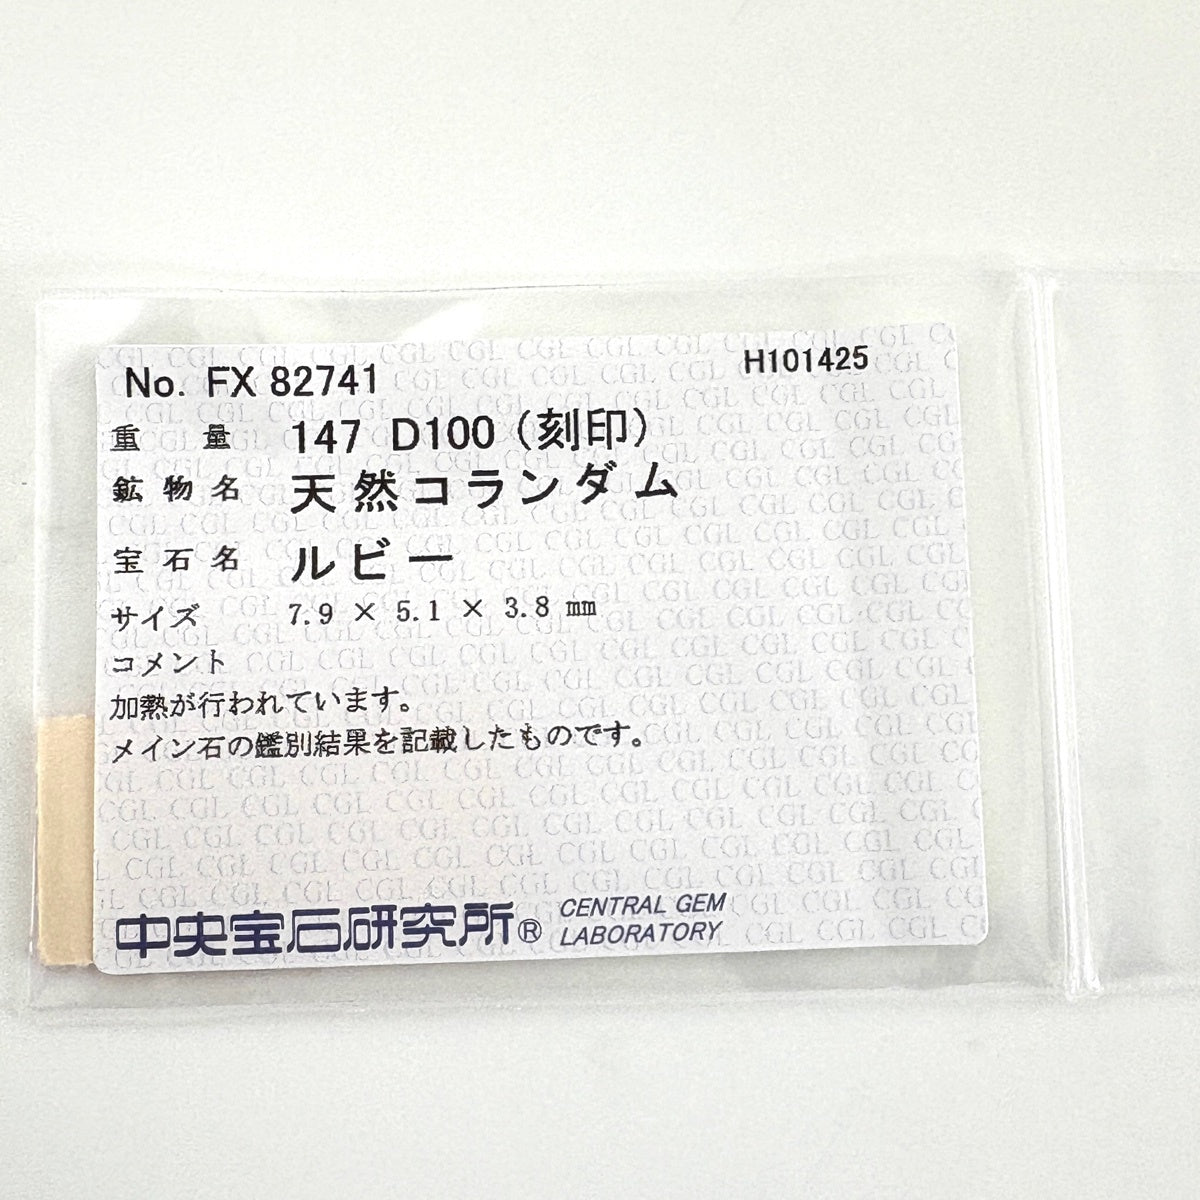 No. FX 82741
H101425
重量 147 D100 (刻印)
鉱物名 天然コランダム
宝石名 ルビー
サイズ 7.9 × 5.1 × 3.8 mm
コメント
加熱が行われています。
メイン石の鑑別結果を記載したものです。
中央宝石研究所® CENTRAL GEM
LABORATORY